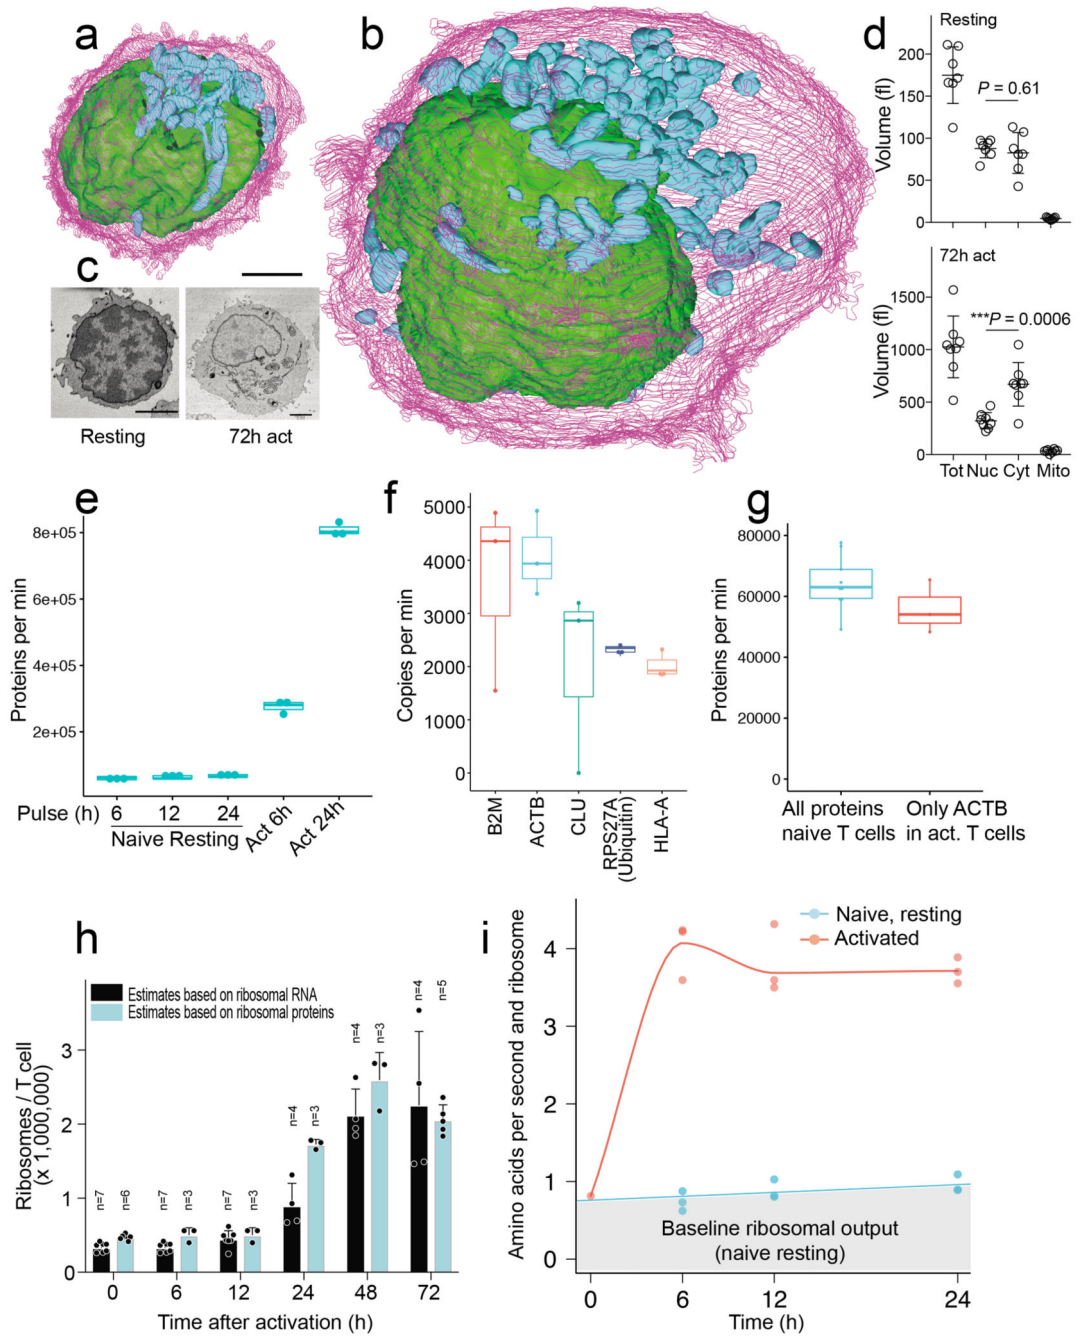 a
b
c
Resting
72h act
d
Resting
Volume (fl)
200
150
100
50
0
P = 0.61
72h act
Volume (fl)
1500
1000
500
0
***P = 0.0006
Tot Nuc Cyt Mito
e
Proteins per min
8e+05
6e+05
4e+05
2e+05
Pulse (h) 6 12 24 Act 6h Act 24h
Naive Resting
f
Copies per min
5000
4000
3000
2000
1000
0
B2M
ACTB
CLU
RPS27A
(Ubiquitin)
HLA-A
g
Proteins per min
80000
60000
40000
20000
0
All proteins
naive T cells
Only ACTB
in act. T cells
h
Ribosomes / T cell
(x 1,000,000)
3
2
1
0
Estimates based on ribosomal RNA
Estimates based on ribosomal proteins
n=7
n=6
n=7
n=3
n=7
n=3
n=4
n=3
n=4
n=3
n=4
n=5
0 6 12 24 48 72
Time after activation (h)
i
Amino acids per second and ribosome
4
3
2
1
0
Naive, resting
Activated
Baseline ribosomal output
(naive resting)
0 6 12 24
Time (h)